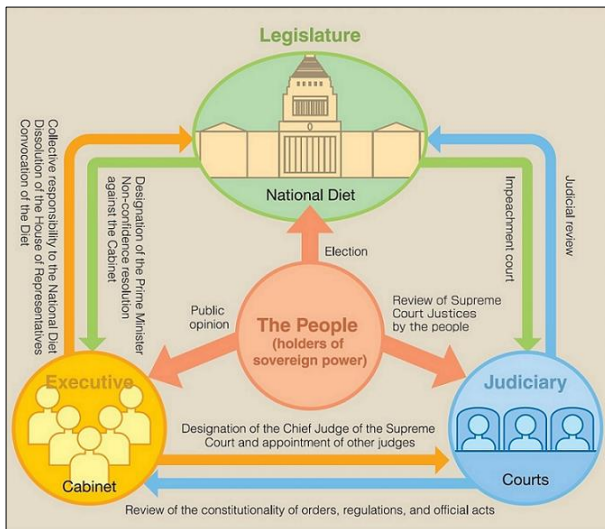 Legislature
National Diet
Collective responsibility to the National Diet
Dissolution of the House of Representatives
Convocation of the Diet
Designation of the Prime Minister
Non-confidence resolution
against the Cabinet
Impeachment court
Judicial review
Election
Public
opinion
The People
(holders of
sovereign power)
Review of Supreme
Court Justices
by the people
Executive
Cabinet
Judiciary
Courts
Designation of the Chief Judge of the Supreme
Court and appointment of other judges
Review of the constitutionality of orders, regulations, and official acts